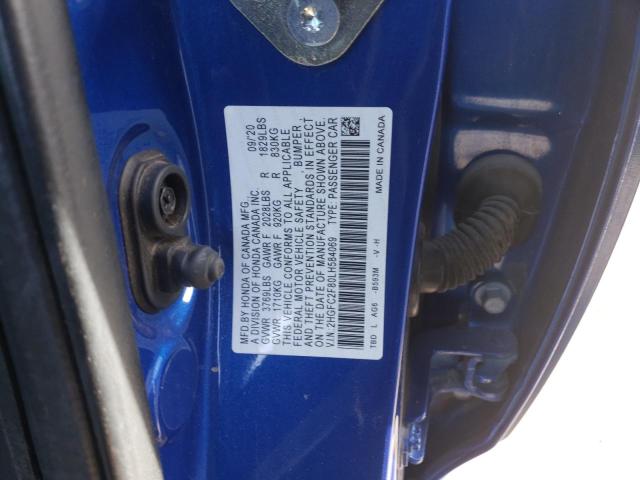 MFD.BY HONDA OF CANADA MFG., 09/'20
A DIVISION OF HONDA CANADA INC.
GVWR 3769LBS GAWR F 2028LBS R 1829LBS
GVWR 1710KG GAWR F 920KG R 830KG
THIS VEHICLE CONFORMS TO ALL APPLICABLE
FEDERAL MOTOR VEHICLE SAFETY, BUMPER,
AND THEFT PREVENTION STANDARDS IN EFFECT
ON THE DATE OF MANUFACTURE SHOWN ABOVE.
V.I.N: 2HGFC2F80LH584069 TYPE: PASSENGER CAR
TBD L AG6 -B593M -V -H MADE IN CANADA